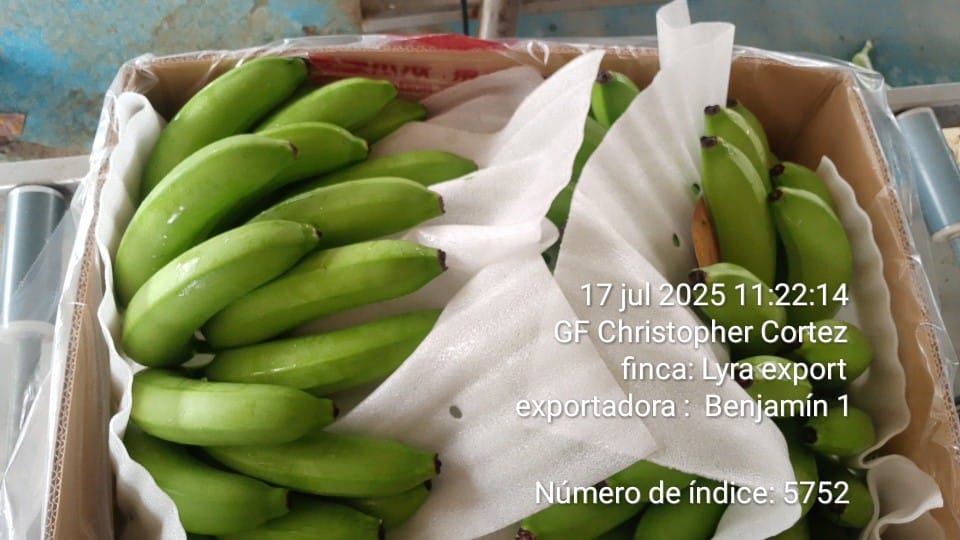 17 jul 2025 11:22:14
GF Christopher Cortez
finca: Lyra export
exportadora :  Benjamín 1
Número de índice: 5752